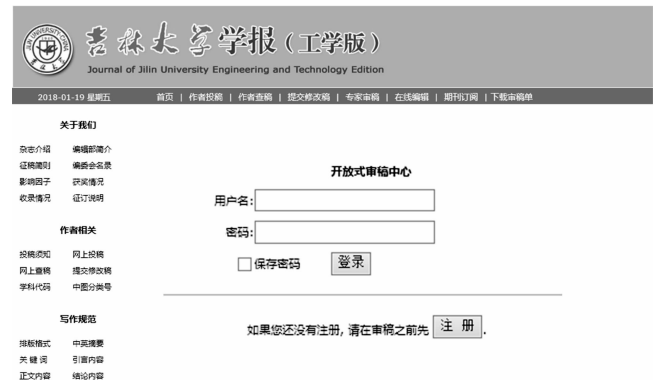 吉林大学学报(工学版)
Journal of Jilin University Engineering and Technology Edition
2018-01-19 星期五
首页 | 作者投稿 | 作者查稿 | 提交修改稿 | 专家审稿 | 在线编辑 | 期刊订阅 | 下载审稿单
关于我们
杂志介绍 编辑部简介
征稿简则 编委会名录
影响因子 获奖情况
收录情况 征订说明
作者相关
投稿须知 网上投稿
网上查稿 提交修改稿
学科代码 中图分类号
写作规范
排版格式 中英摘要
关 键 词 引言内容
正文内容 结论内容
开放式审稿中心
用户名:
密码:
保存密码 登录
如果您还没有注册, 请在审稿之前先 注 册 .